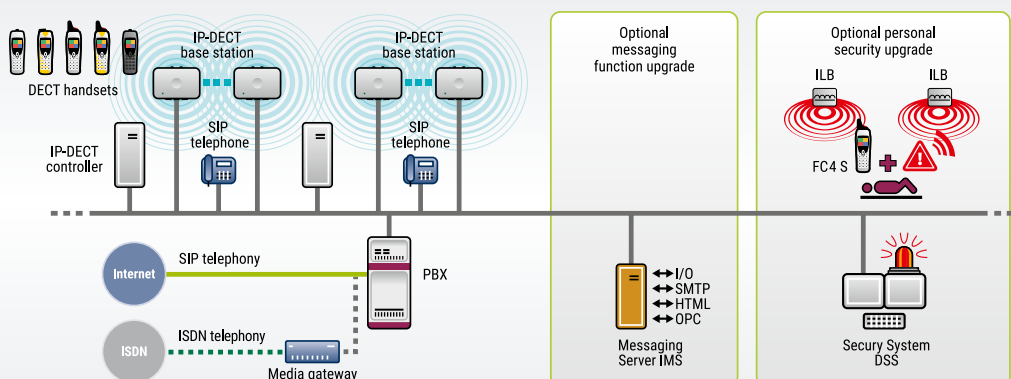 DECT handsets
IP-DECT
base station
IP-DECT
base station
SIP
telephone
SIP
telephone
IP-DECT
controller
Optional
messaging
function upgrade
Optional personal
security upgrade
ILB
ILB
FC4 S
Internet
SIP telephony
PBX
ISDN
ISDN telephony
Media gateway
I/O
SMTP
HTML
OPC
Messaging
Server IMS
Secury System
DSS